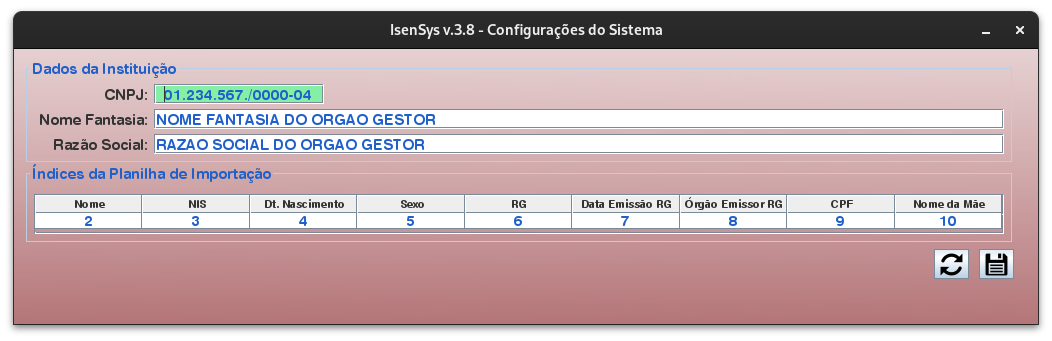 IsenSys v.3.8 - Configurações do Sistema
Dados da Instituição
CNPJ: 01.234.567./0000-04
Nome Fantasia: NOME FANTASIA DO ORGAO GESTOR
Razão Social: RAZAO SOCIAL DO ORGAO GESTOR
Índices da Planilha de Importação
Nome NIS Dt. Nascimento Sexo RG Data Emissão RG Órgão Emissor RG CPF Nome da Mãe
2 3 4 5 6 7 8 9 10